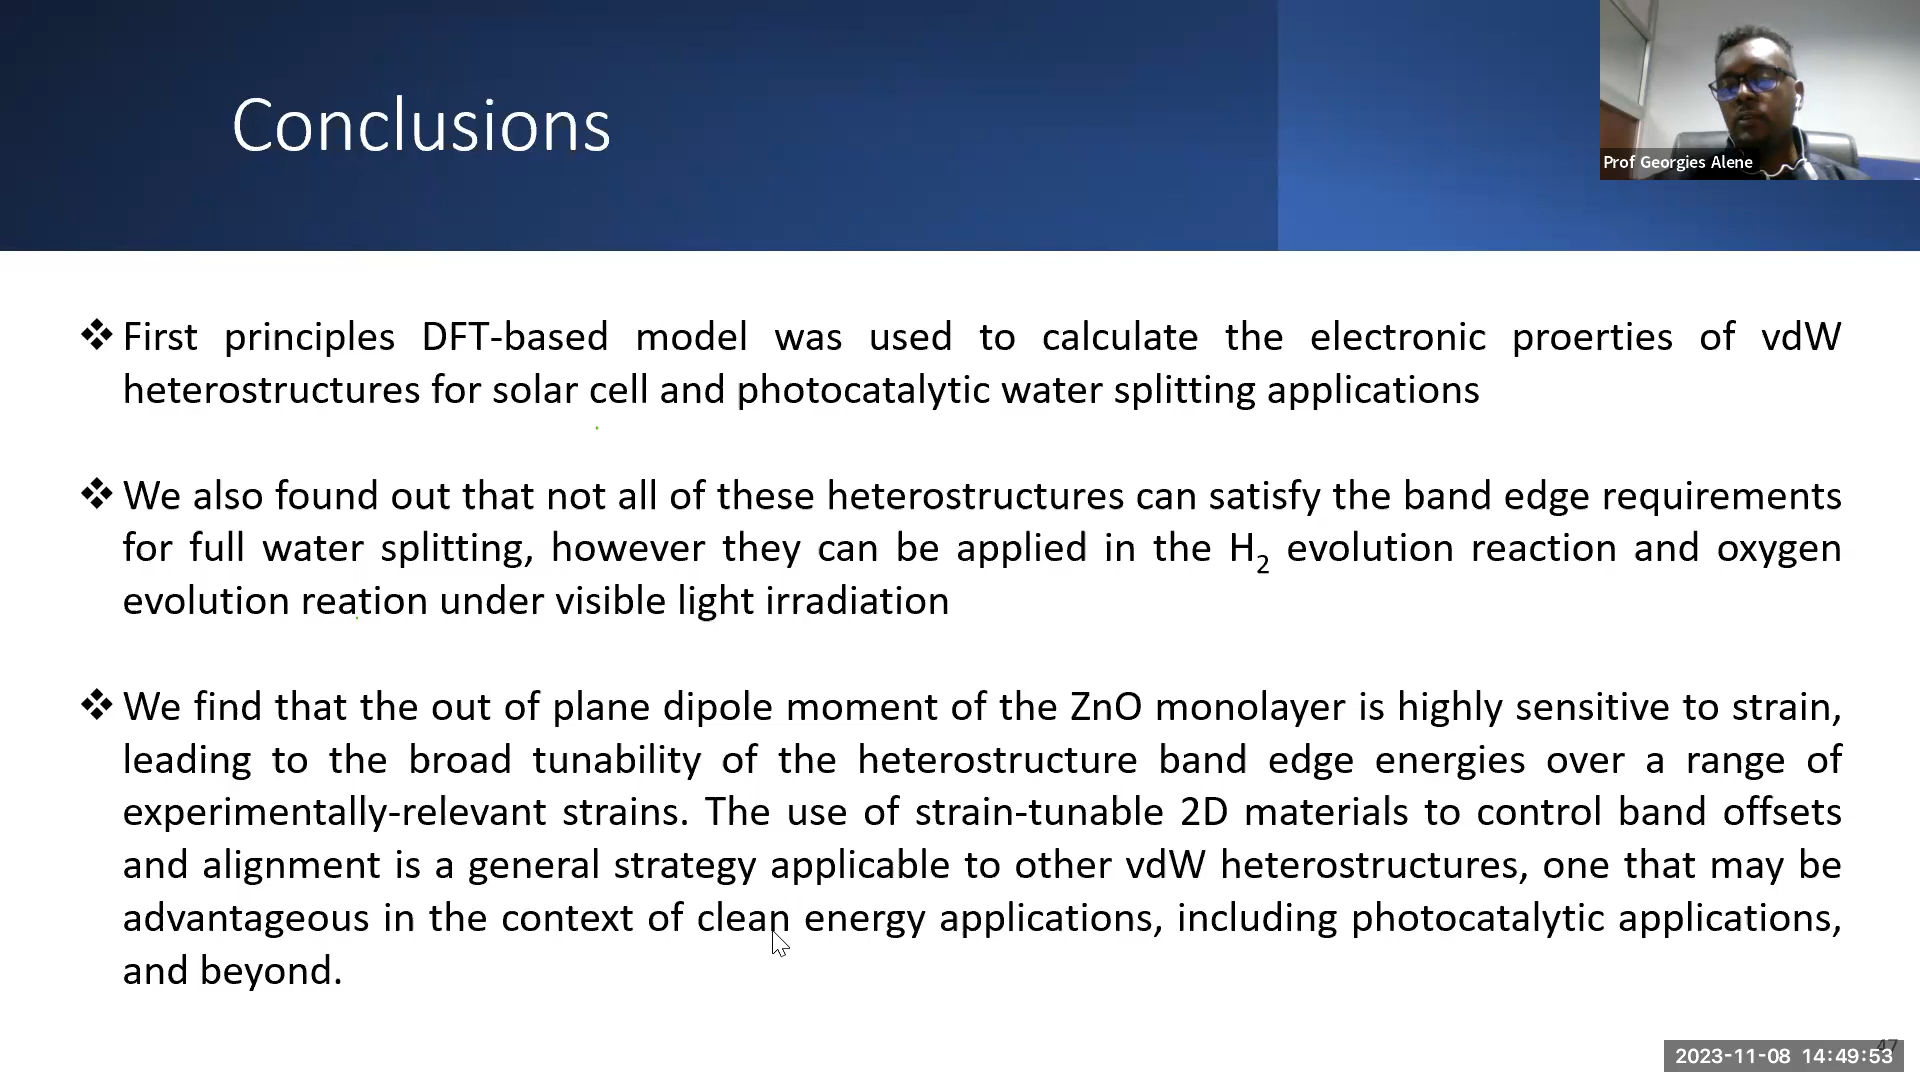 Conclusions
Prof Georgies Alene
❖ First principles DFT-based model was used to calculate the electronic proerties of vdW
heterostructures for solar cell and photocatalytic water splitting applications
❖ We also found out that not all of these heterostructures can satisfy the band edge requirements
for full water splitting, however they can be applied in the H₂ evolution reaction and oxygen
evolution reation under visible light irradiation
❖ We find that the out of plane dipole moment of the ZnO monolayer is highly sensitive to strain,
leading to the broad tunability of the heterostructure band edge energies over a range of
experimentally-relevant strains. The use of strain-tunable 2D materials to control band offsets
and alignment is a general strategy applicable to other vdW heterostructures, one that may be
advantageous in the context of clean energy applications, including photocatalytic applications,
and beyond.
47
2023-11-08 14:49:53